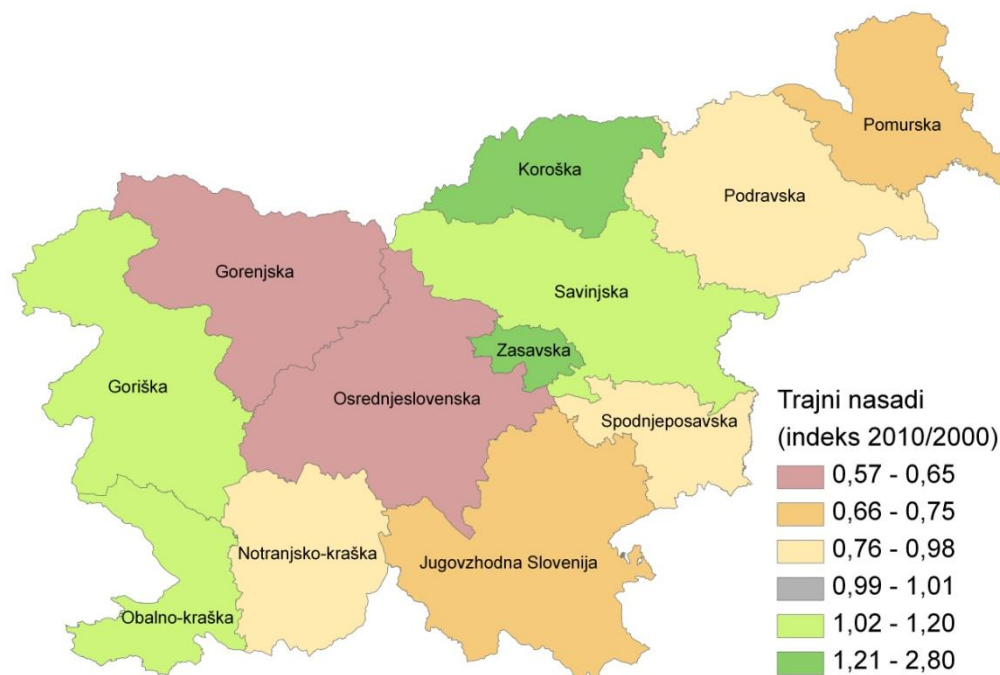 Pomurska
Koroška
Podravska
Gorenjska
Savinjska
Zasavska
Goriška
Osrednjeslovenska
Spodnjeposavska
Notranjsko-kraška
Jugovzhodna Slovenija
Obalno-kraška
Trajni nasadi
(indeks 2010/2000)
0,57 - 0,65
0,66 - 0,75
0,76 - 0,98
0,99 - 1,01
1,02 - 1,20
1,21 - 2,80